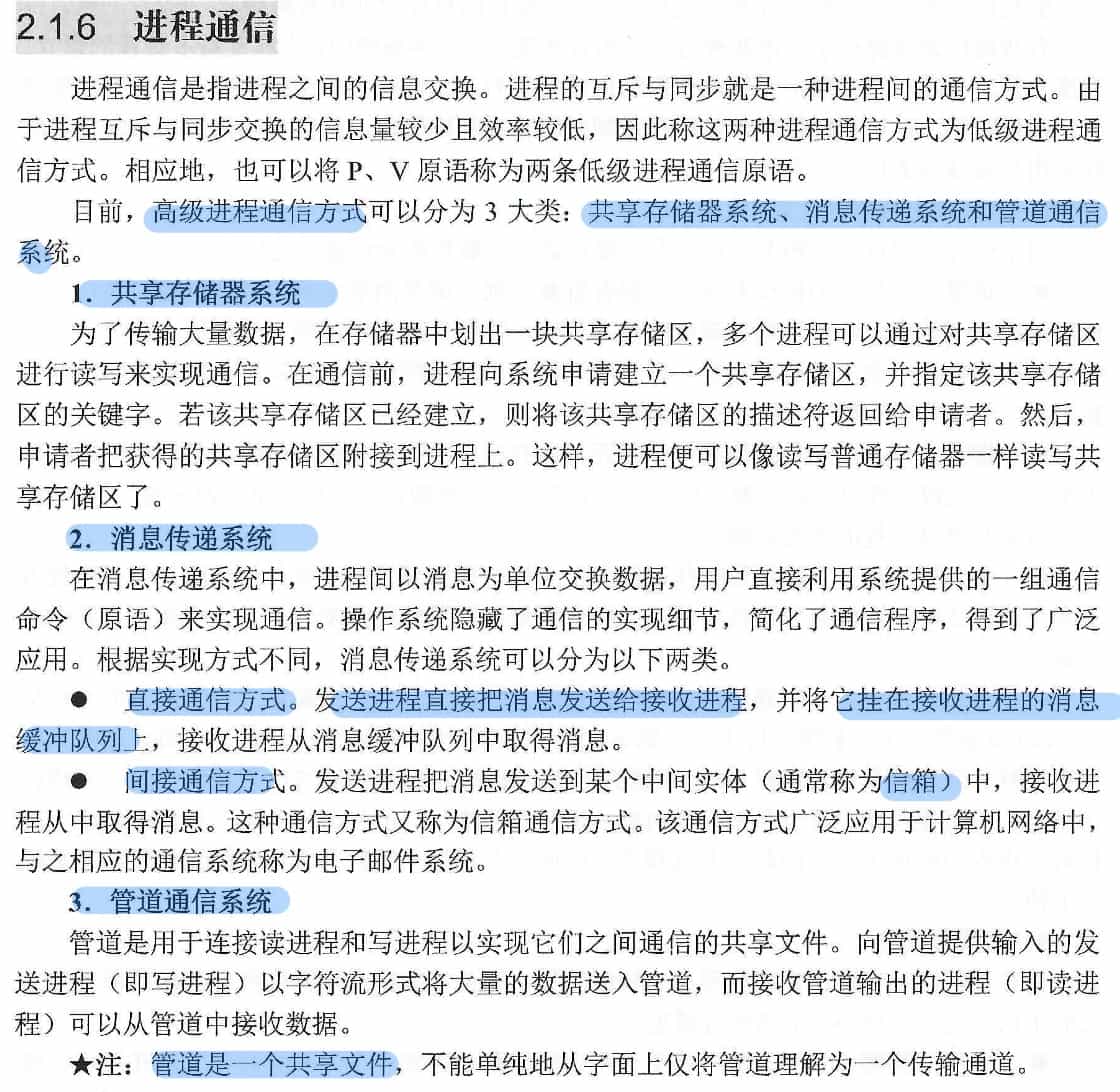 2.1.6 进程通信
进程通信是指进程之间的信息交换。进程的互斥与同步就是一种进程间的通信方式。由
于进程互斥与同步交换的信息量较少且效率较低，因此称这两种进程通信方式为低级进程通
信方式。相应地，也可以将 P、V 原语称为两条低级进程通信原语。
目前，高级进程通信方式可以分为 3 大类：共享存储器系统、消息传递系统和管道通信
系统。
1．共享存储器系统
为了传输大量数据，在存储器中划出一块共享存储区，多个进程可以通过对共享存储区
进行读写来实现通信。在通信前，进程向系统申请建立一个共享存储区，并指定该共享存储
区的关键字。若该共享存储区已经建立，则将该共享存储区的描述符返回给申请者。然后，
申请者把获得的共享存储区附接到进程上。这样，进程便可以像读写普通存储器一样读写共
享存储区了。
2．消息传递系统
在消息传递系统中，进程间以消息为单位交换数据，用户直接利用系统提供的一组通信
命令（原语）来实现通信。操作系统隐藏了通信的实现细节，简化了通信程序，得到了广泛
应用。根据实现方式不同，消息传递系统可以分为以下两类。
● 直接通信方式。发送进程直接把消息发送给接收进程，并将它挂在接收进程的消息
缓冲队列上，接收进程从消息缓冲队列中取得消息。
● 间接通信方式。发送进程把消息发送到某个中间实体（通常称为信箱）中，接收进
程从中取得消息。这种通信方式又称为信箱通信方式。该通信方式广泛应用于计算机网络中，
与之相应的通信系统称为电子邮件系统。
3．管道通信系统
管道是用于连接读进程和写进程以实现它们之间通信的共享文件。向管道提供输入的发
送进程（即写进程）以字符流形式将大量的数据送入管道，而接收管道输出的进程（即读进
程）可以从管道中接收数据。
★注：管道是一个共享文件，不能单纯地从字面上仅将管道理解为一个传输通道。